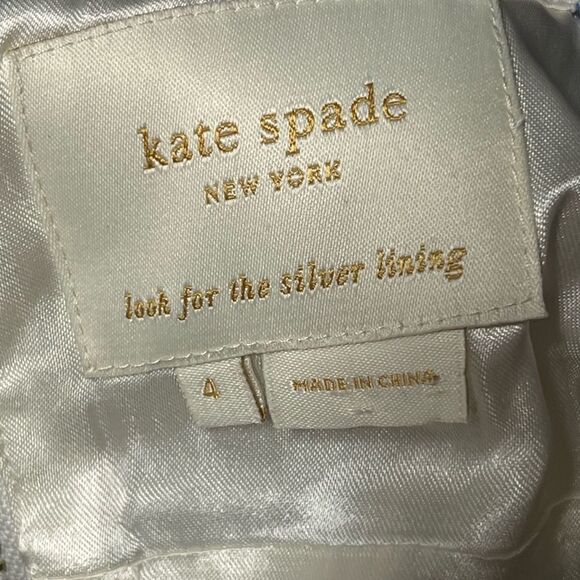 kate spade
NEW YORK
look for the silver lining
4
MADE IN CHINA